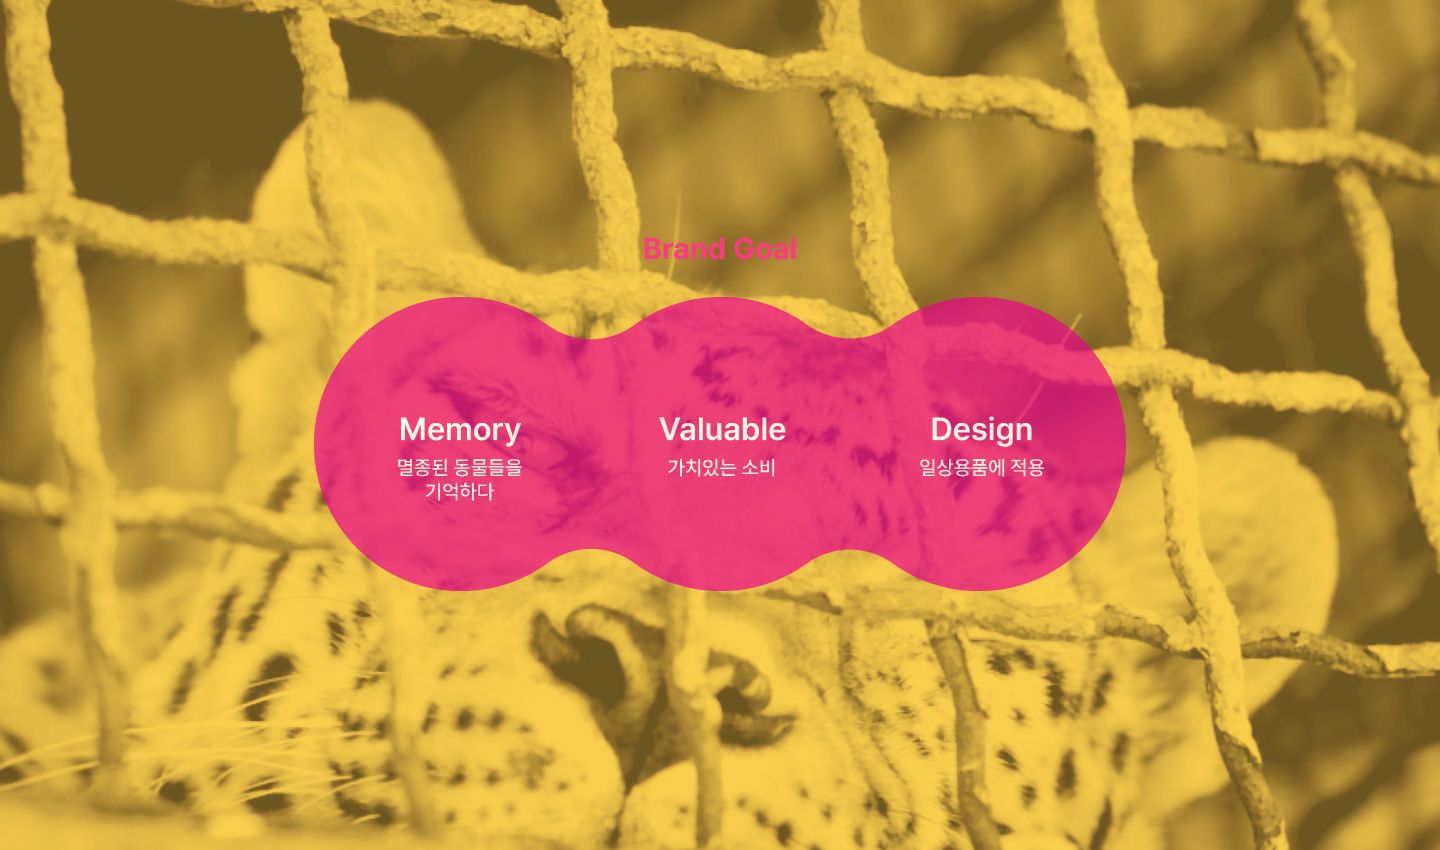 Brand Goal
Memory
멸종된 동물들을
기억하다
Valuable
가치있는 소비
Design
일상용품에 적용